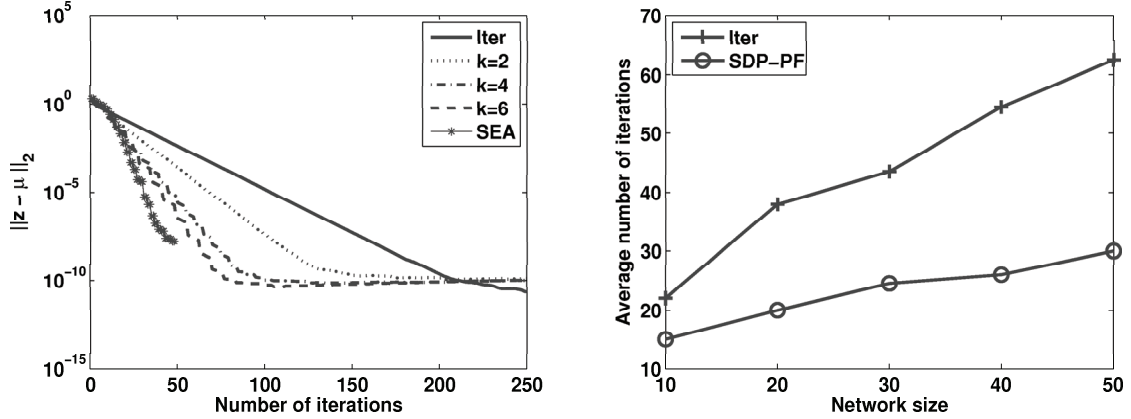 10^5
10^0
10^-5
10^-10
10^-15
||z − μ||_2
0
50
100
150
200
250
Number of iterations
Iter
k=2
k=4
k=6
SEA
70
60
50
40
30
20
10
Average number of iterations
10
20
30
40
50
Network size
Iter
SDP−PF